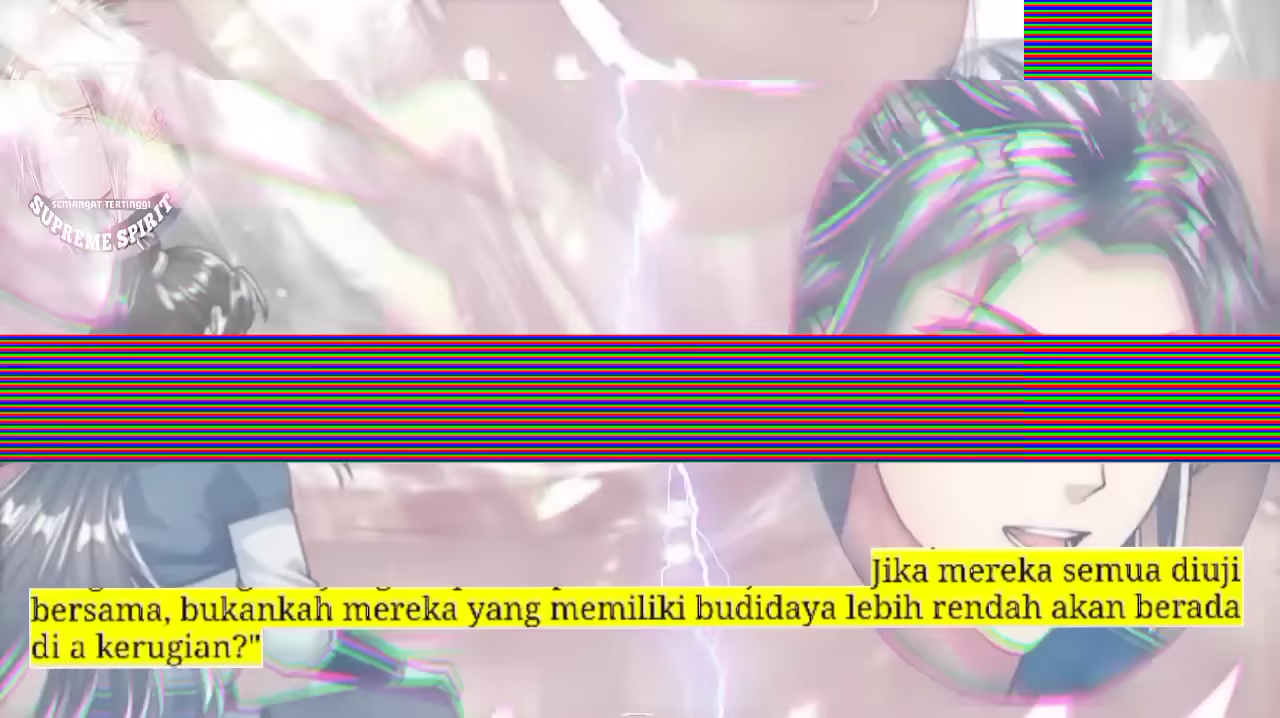 SEMANGAT TERTINGGI
SUPREME SPIRIT
Jika mereka semua diuji
bersama, bukankah mereka yang memiliki budidaya lebih rendah akan berada
di a kerugian?"